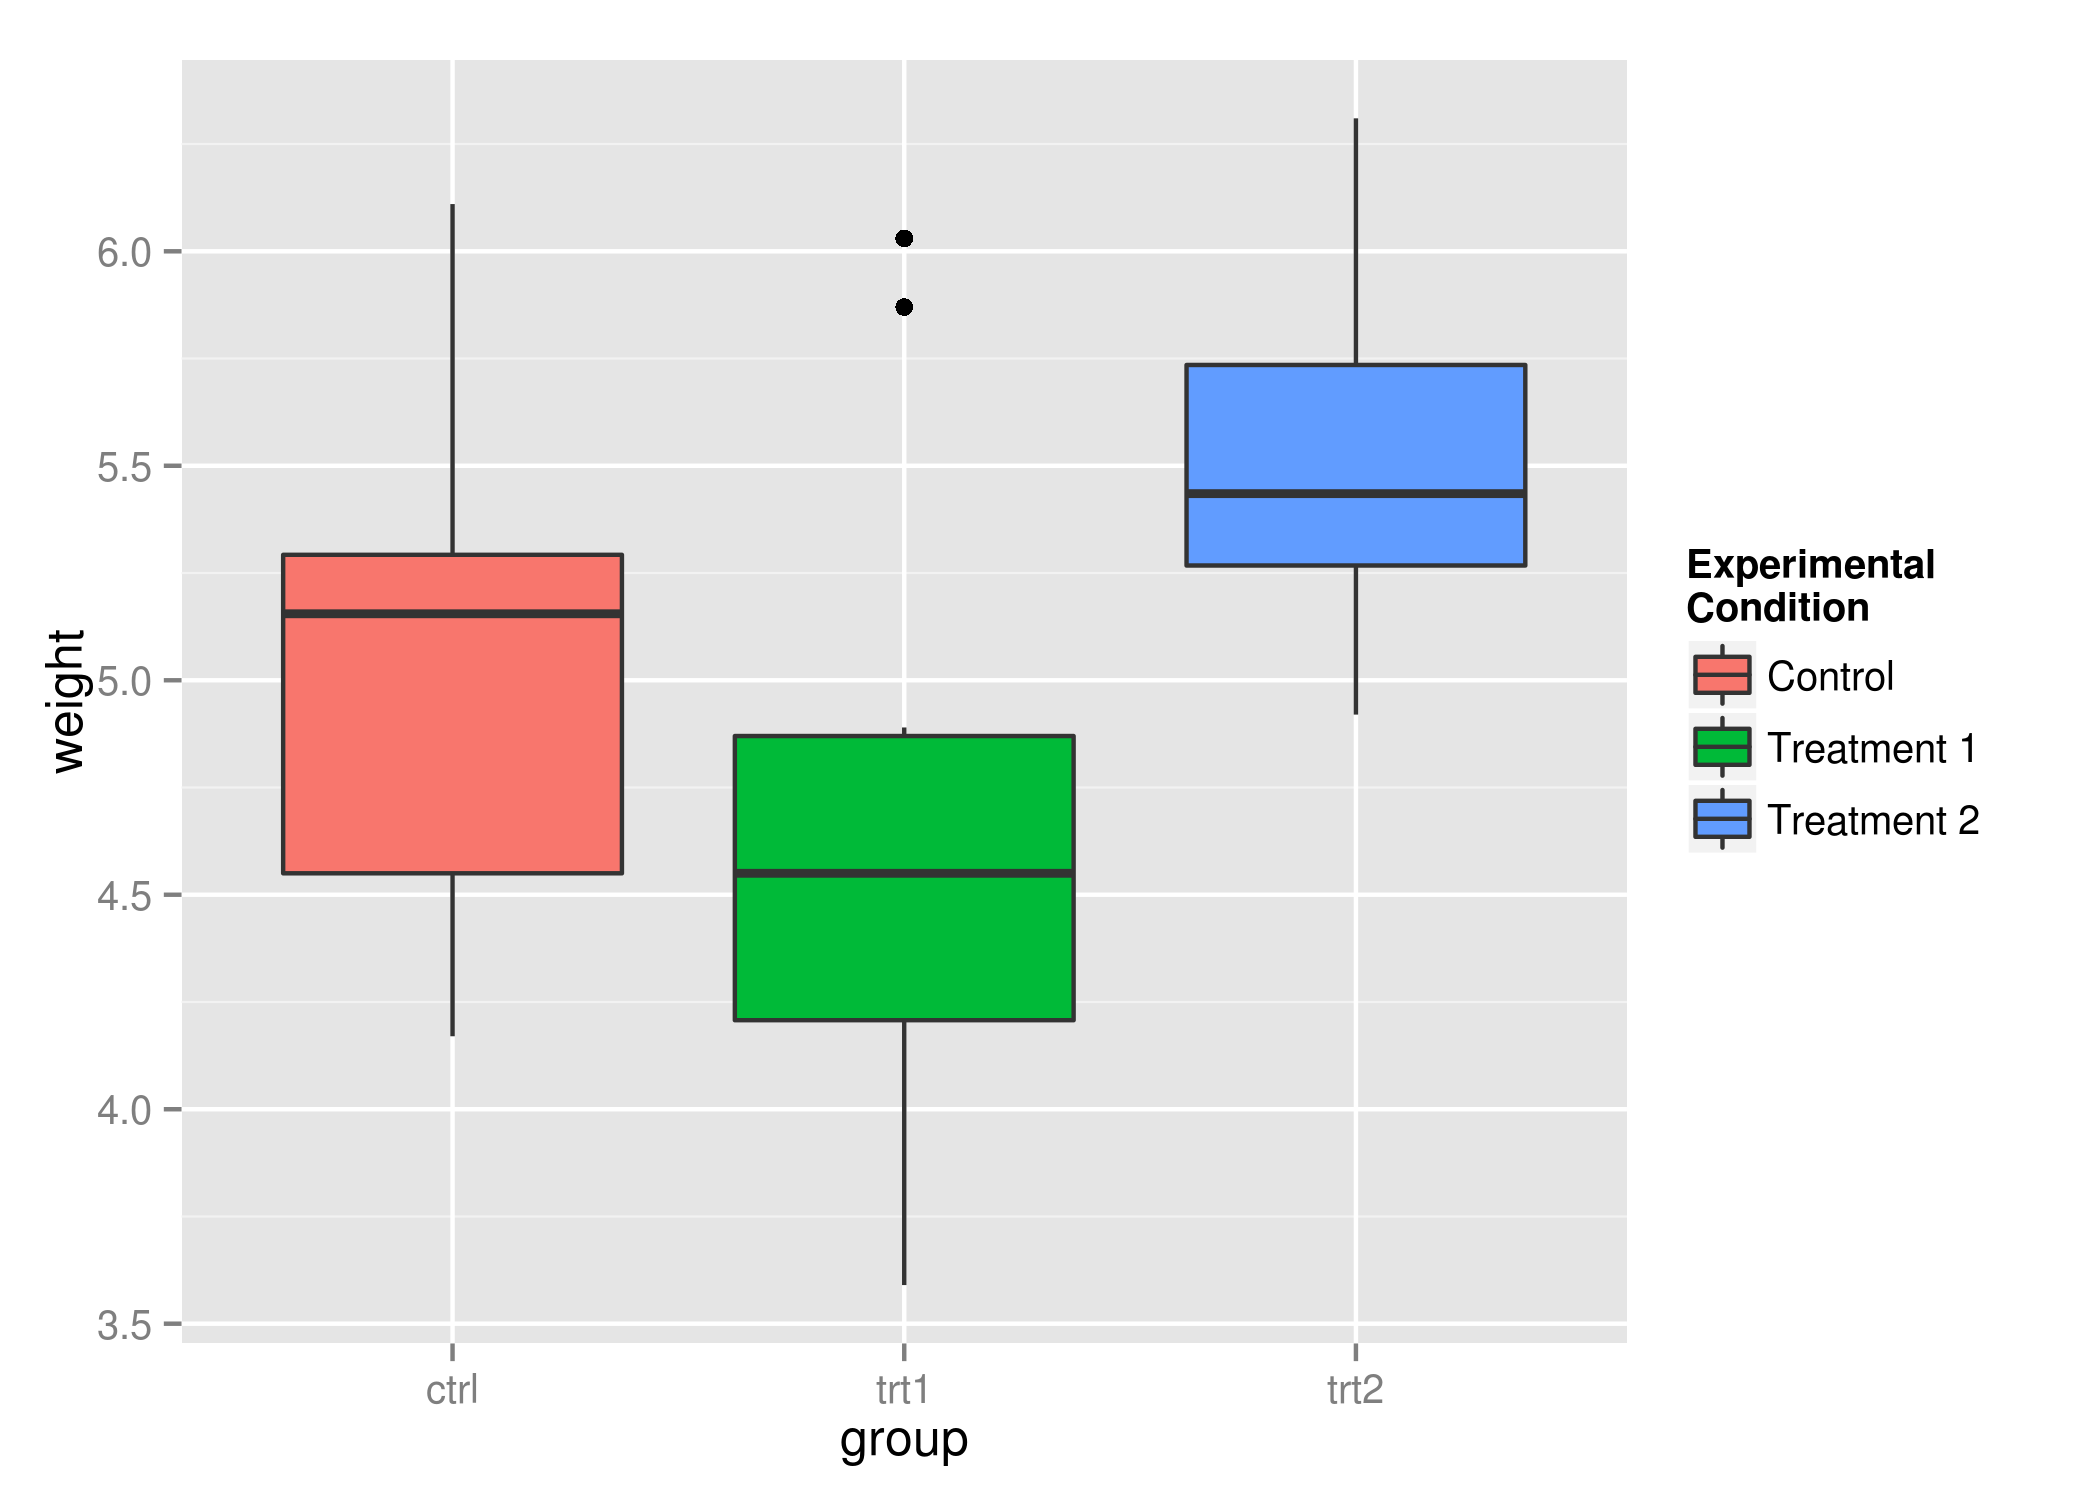 weight
6.0
5.5
5.0
4.5
4.0
3.5
ctrl trt1 trt2
group
Experimental
Condition
Control
Treatment 1
Treatment 2